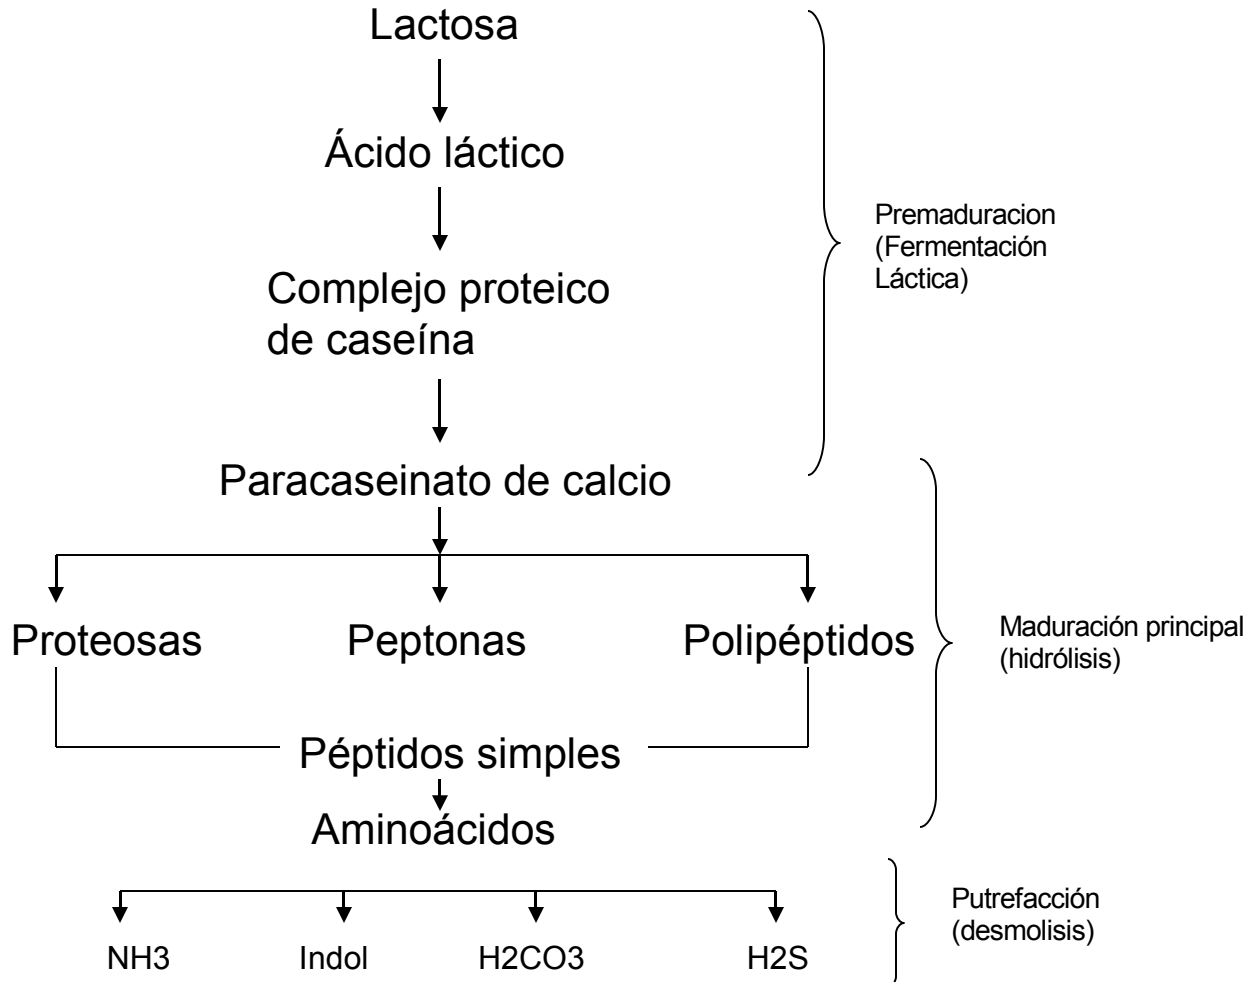 Lactosa
Ácido láctico
Premaduracion
(Fermentación
Láctica)
Complejo proteico
de caseína
Paracaseinato de calcio
Proteosas Peptonas Polipéptidos
Maduración principal
(hidrólisis)
Péptidos simples
Aminoácidos
Putrefacción
(desmolisis)
NH3 Indol H2CO3 H2S